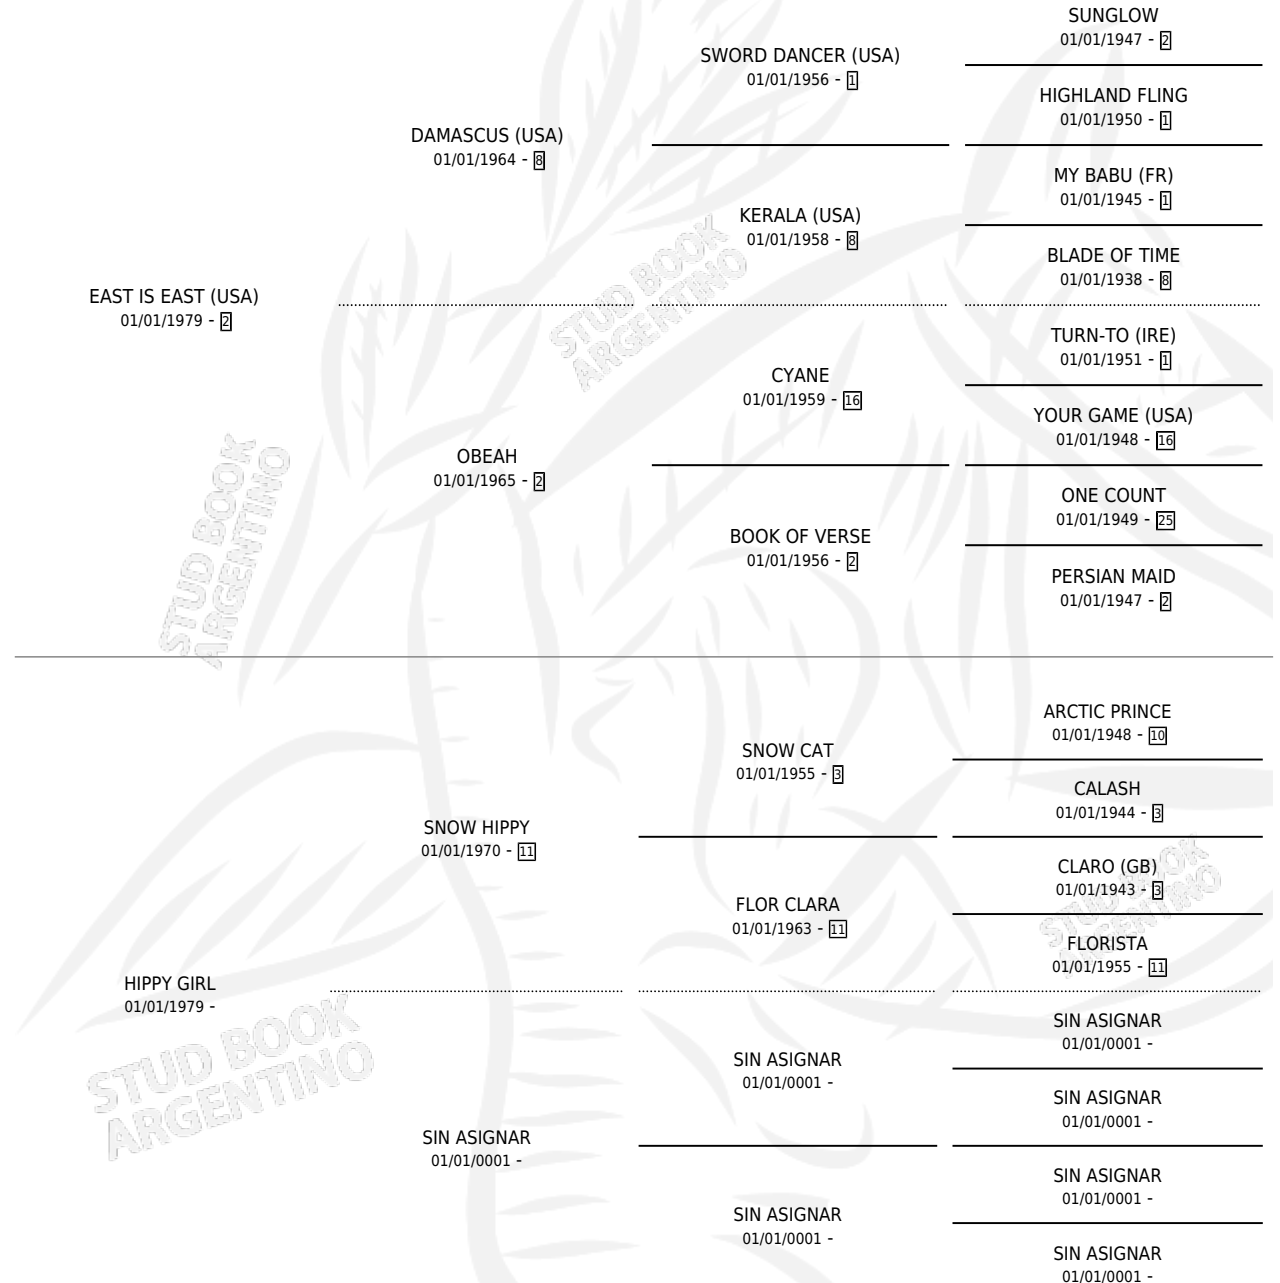 SUNGLOW
01/01/1947 - 2
SWORD DANCER (USA)
01/01/1956 - 1
HIGHLAND FLING
01/01/1950 - 1
DAMASCUS (USA)
01/01/1964 - 8
MY BABU (FR)
01/01/1945 - 1
KERALA (USA)
01/01/1958 - 8
BLADE OF TIME
01/01/1938 - 8
EAST IS EAST (USA)
01/01/1979 - 2
TURN-TO (IRE)
01/01/1951 - 1
CYANE
01/01/1959 - 16
YOUR GAME (USA)
01/01/1948 - 16
OBEAH
01/01/1965 - 2
ONE COUNT
01/01/1949 - 25
BOOK OF VERSE
01/01/1956 - 2
PERSIAN MAID
01/01/1947 - 2
STUD BOOK
ARGENTINO
STUD BOOK
ARGENTINO
ARCTIC PRINCE
01/01/1948 - 10
SNOW CAT
01/01/1955 - 3
CALASH
01/01/1944 - 3
SNOW HIPPY
01/01/1970 - 11
CLARO (GB)
01/01/1943 - 3
FLOR CLARA
01/01/1963 - 11
FLORISTA
01/01/1955 - 11
STUD BOOK
ARGENTINO
HIPPY GIRL
01/01/1979 -
STUD BOOK
ARGENTINO
SIN ASIGNAR
01/01/0001 -
SIN ASIGNAR
01/01/0001 -
SIN ASIGNAR
01/01/0001 -
SIN ASIGNAR
01/01/0001 -
SIN ASIGNAR
01/01/0001 -
SIN ASIGNAR
01/01/0001 -
SIN ASIGNAR
01/01/0001 -